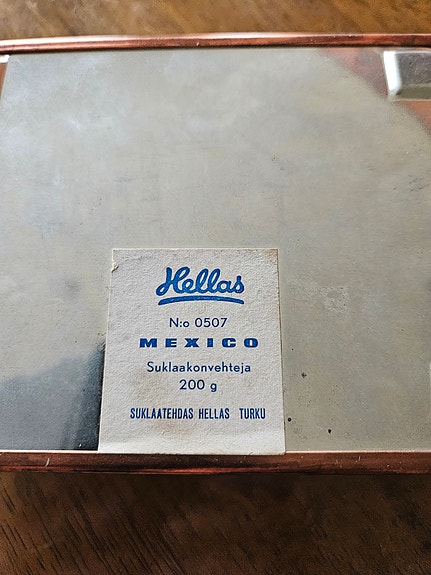 Hellas
N:o 0507
MEXICO
Suklaakonvehteja
200 g
SUKLAATEHDAS HELLAS TURKU